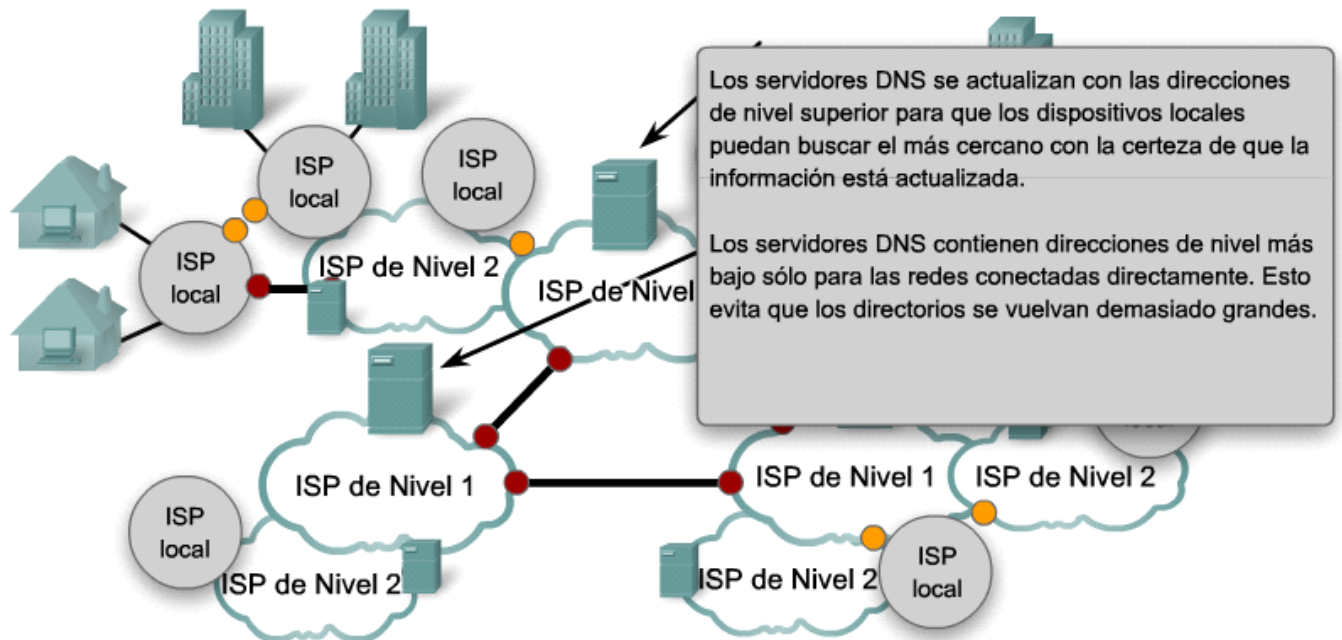 ISP
local
ISP
local
ISP
local
ISP de Nivel 2
ISP de Nivel
Los servidores DNS se actualizan con las direcciones
de nivel superior para que los dispositivos locales
puedan buscar el más cercano con la certeza de que la
información está actualizada.
Los servidores DNS contienen direcciones de nivel más
bajo sólo para las redes conectadas directamente. Esto
evita que los directorios se vuelvan demasiado grandes.
ISP de Nivel 1
ISP de Nivel 1
ISP de Nivel 2
ISP
local
ISP de Nivel 2
ISP de Nivel 2
ISP
local